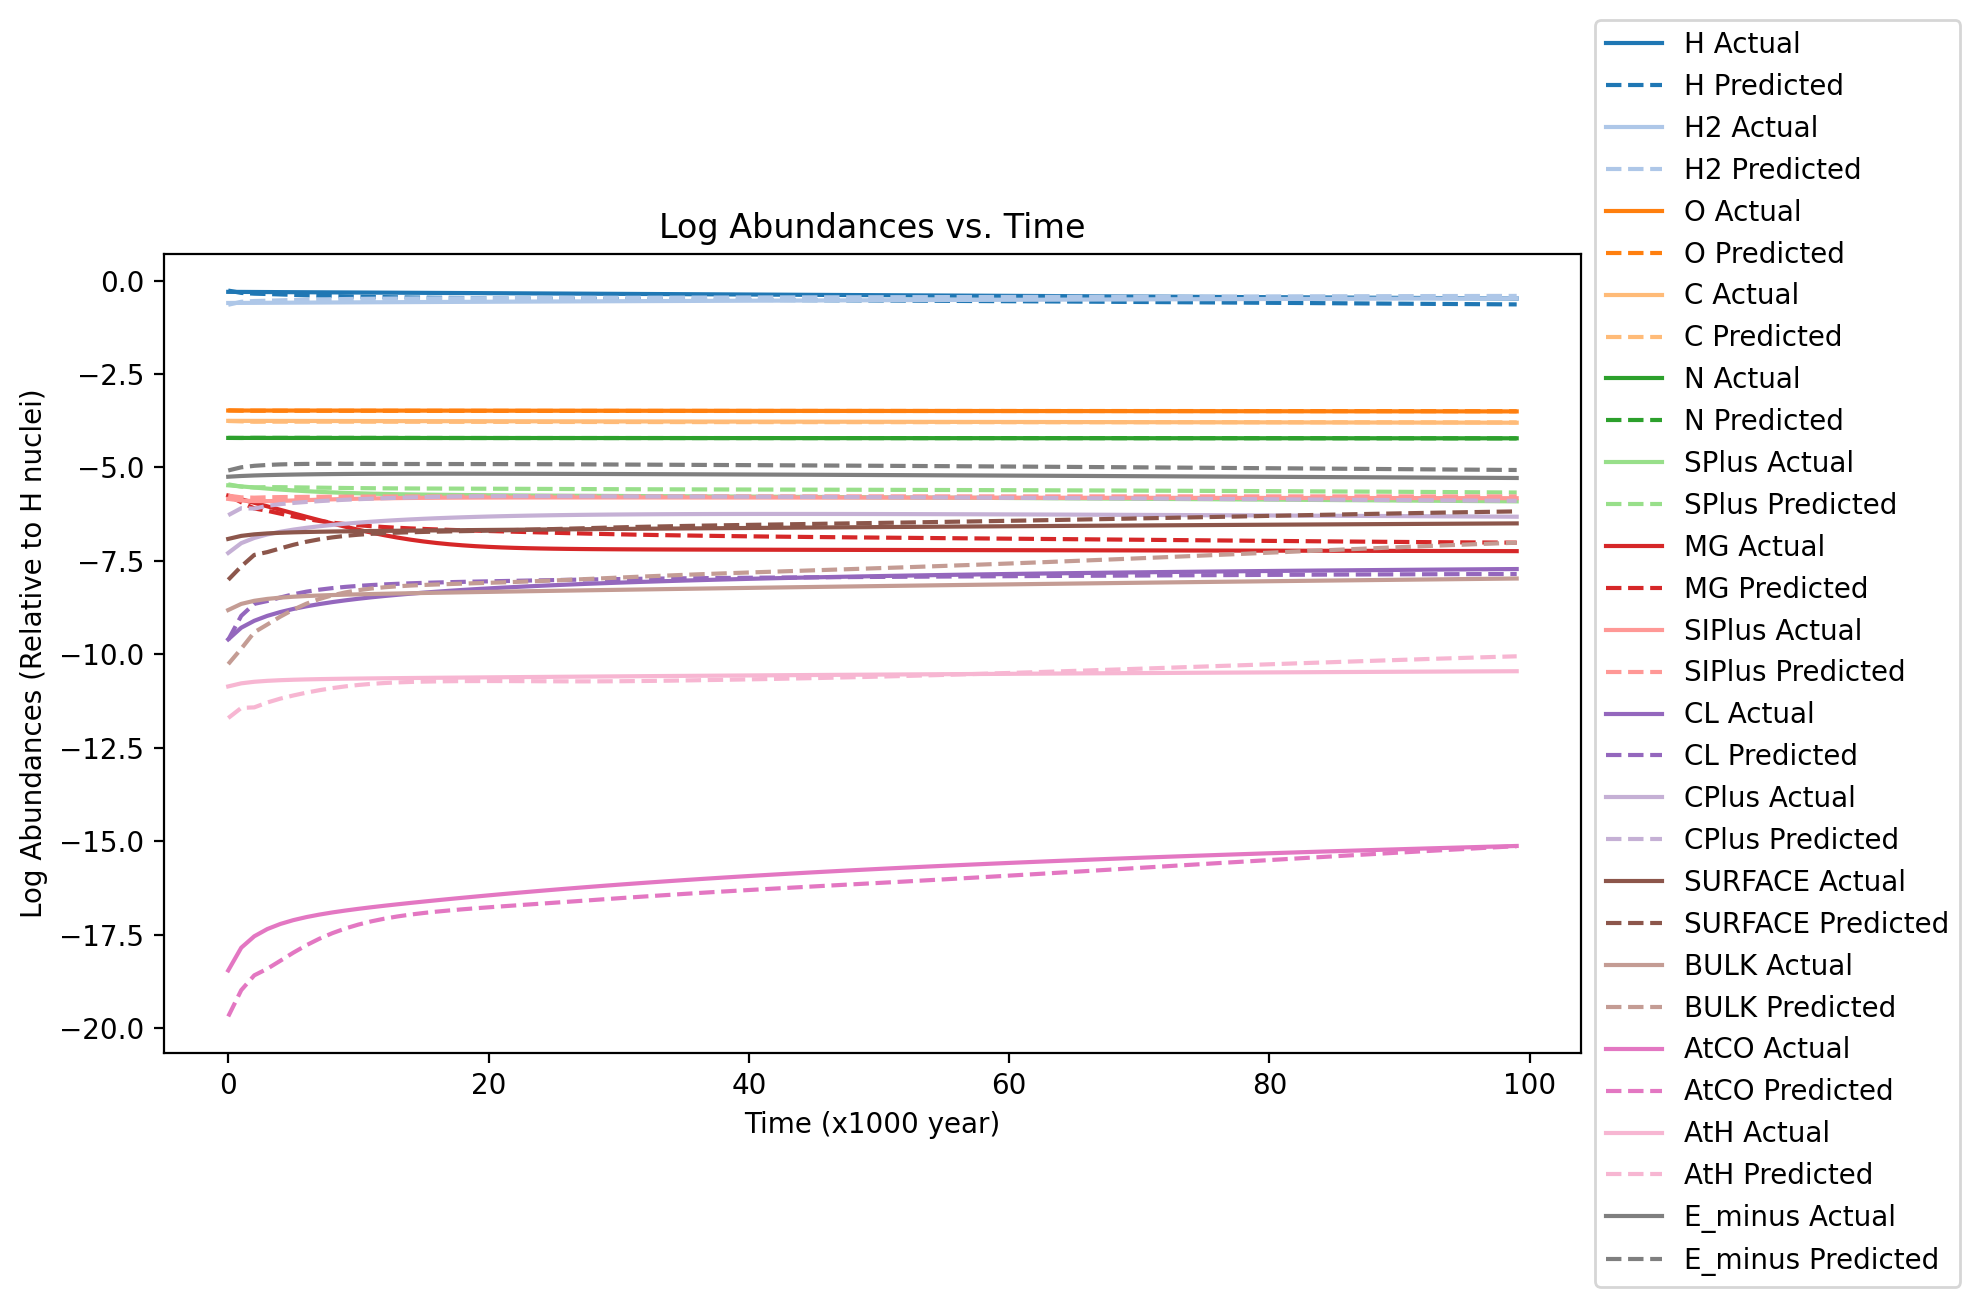 Log Abundances vs. Time
Log Abundances (Relative to H nuclei)
0.0
−2.5
−5.0
−7.5
−10.0
−12.5
−15.0
−17.5
−20.0
0
20
40
60
80
100
Time (x1000 year)
H Actual
H Predicted
H2 Actual
H2 Predicted
O Actual
O Predicted
C Actual
C Predicted
N Actual
N Predicted
SPlus Actual
SPlus Predicted
MG Actual
MG Predicted
SIPlus Actual
SIPlus Predicted
CL Actual
CL Predicted
CPlus Actual
CPlus Predicted
SURFACE Actual
SURFACE Predicted
BULK Actual
BULK Predicted
AtCO Actual
AtCO Predicted
AtH Actual
AtH Predicted
E_minus Actual
E_minus Predicted